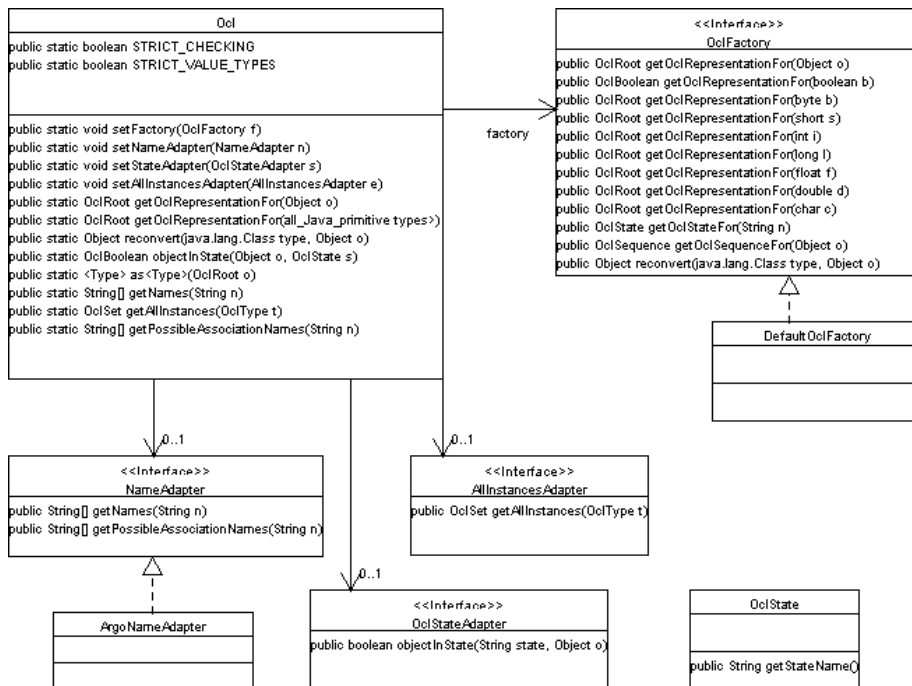 Ocl
public static boolean STRICT_CHECKING
public static boolean STRICT_VALUE_TYPES
public static void setFactory(OclFactory f)
public static void setNameAdapter(NameAdapter n)
public static void setStateAdapter(OclStateAdapter s)
public static void setAllInstancesAdapter(AllInstancesAdapter e)
public static OclRoot getOclRepresentationFor(Object o)
public static OclRoot getOclRepresentationFor(all_Java_primitive types>)
public static Object reconvert(java.lang.Class type, Object o)
public static OclBoolean objectInState(Object o, OclState s)
public static <Type> as<Type>(OclRoot o)
public static String[] getNames(String n)
public static OclSet getAllInstances(OclType t)
public static String[] getPossibleAssociationNames(String n)
factory
<<Interface>>
OclFactory
public OclRoot getOclRepresentationFor(Object o)
public OclBoolean getOclRepresentationFor(boolean b)
public OclRoot getOclRepresentationFor(byte b)
public OclRoot getOclRepresentationFor(short s)
public OclRoot getOclRepresentationFor(int i)
public OclRoot getOclRepresentationFor(long l)
public OclRoot getOclRepresentationFor(float f)
public OclRoot getOclRepresentationFor(double d)
public OclRoot getOclRepresentationFor(char c)
public OclState getOclStateFor(String n)
public OclSequence getOclSequenceFor(Object o)
public Object reconvert(java.lang.Class type, Object o)
DefaultOclFactory
0..1
0..1
<<Interface>>
NameAdapter
public String[] getNames(String n)
public String[] getPossibleAssociationNames(String n)
<<Interface>>
AllInstancesAdapter
public OclSet getAllInstances(OclType t)
0..1
ArgoNameAdapter
<<Interface>>
OclStateAdapter
public boolean objectInState(String state, Object o)
OclState
public String getStateName()